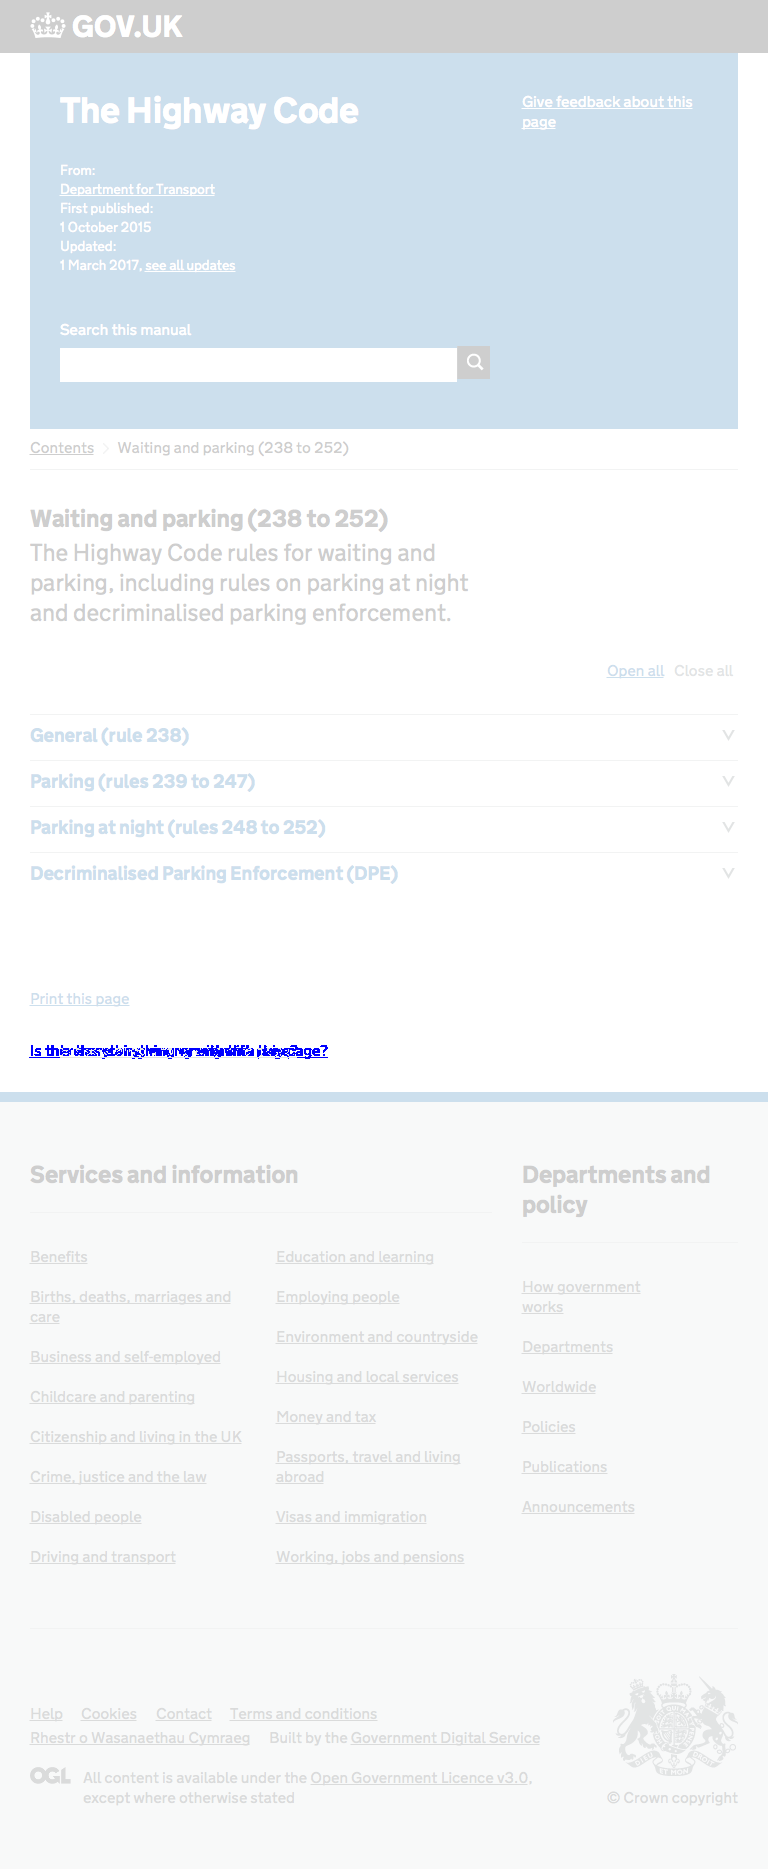 GOV.UK
The Highway Code
Give feedback about this
page
From:
Department for Transport
First published:
1 October 2015
Updated:
1 March 2017, see all updates
Search this manual
Contents
Waiting and parking (238 to 252)
Waiting and parking (238 to 252)
The Highway Code rules for waiting and
parking, including rules on parking at night
and decriminalised parking enforcement.
Open all Close all
General (rule 238)
Parking (rules 239 to 247)
Parking at night (rules 248 to 252)
Decriminalised Parking Enforcement (DPE)
Print this page
Services and information
Benefits
Births, deaths, marriages and
care
Business and self-employed
Childcare and parenting
Citizenship and living in the UK
Crime, justice and the law
Disabled people
Driving and transport
Education and learning
Employing people
Environment and countryside
Housing and local services
Money and tax
Passports, travel and living
abroad
Visas and immigration
Working, jobs and pensions
Departments and
policy
How government
works
Departments
Worldwide
Policies
Publications
Announcements
Help Cookies Contact Terms and conditions
Rhestr o Wasanaethau Cymraeg Built by the Government Digital Service
OGL All content is available under the Open Government Licence v3.0,
except where otherwise stated
© Crown copyright